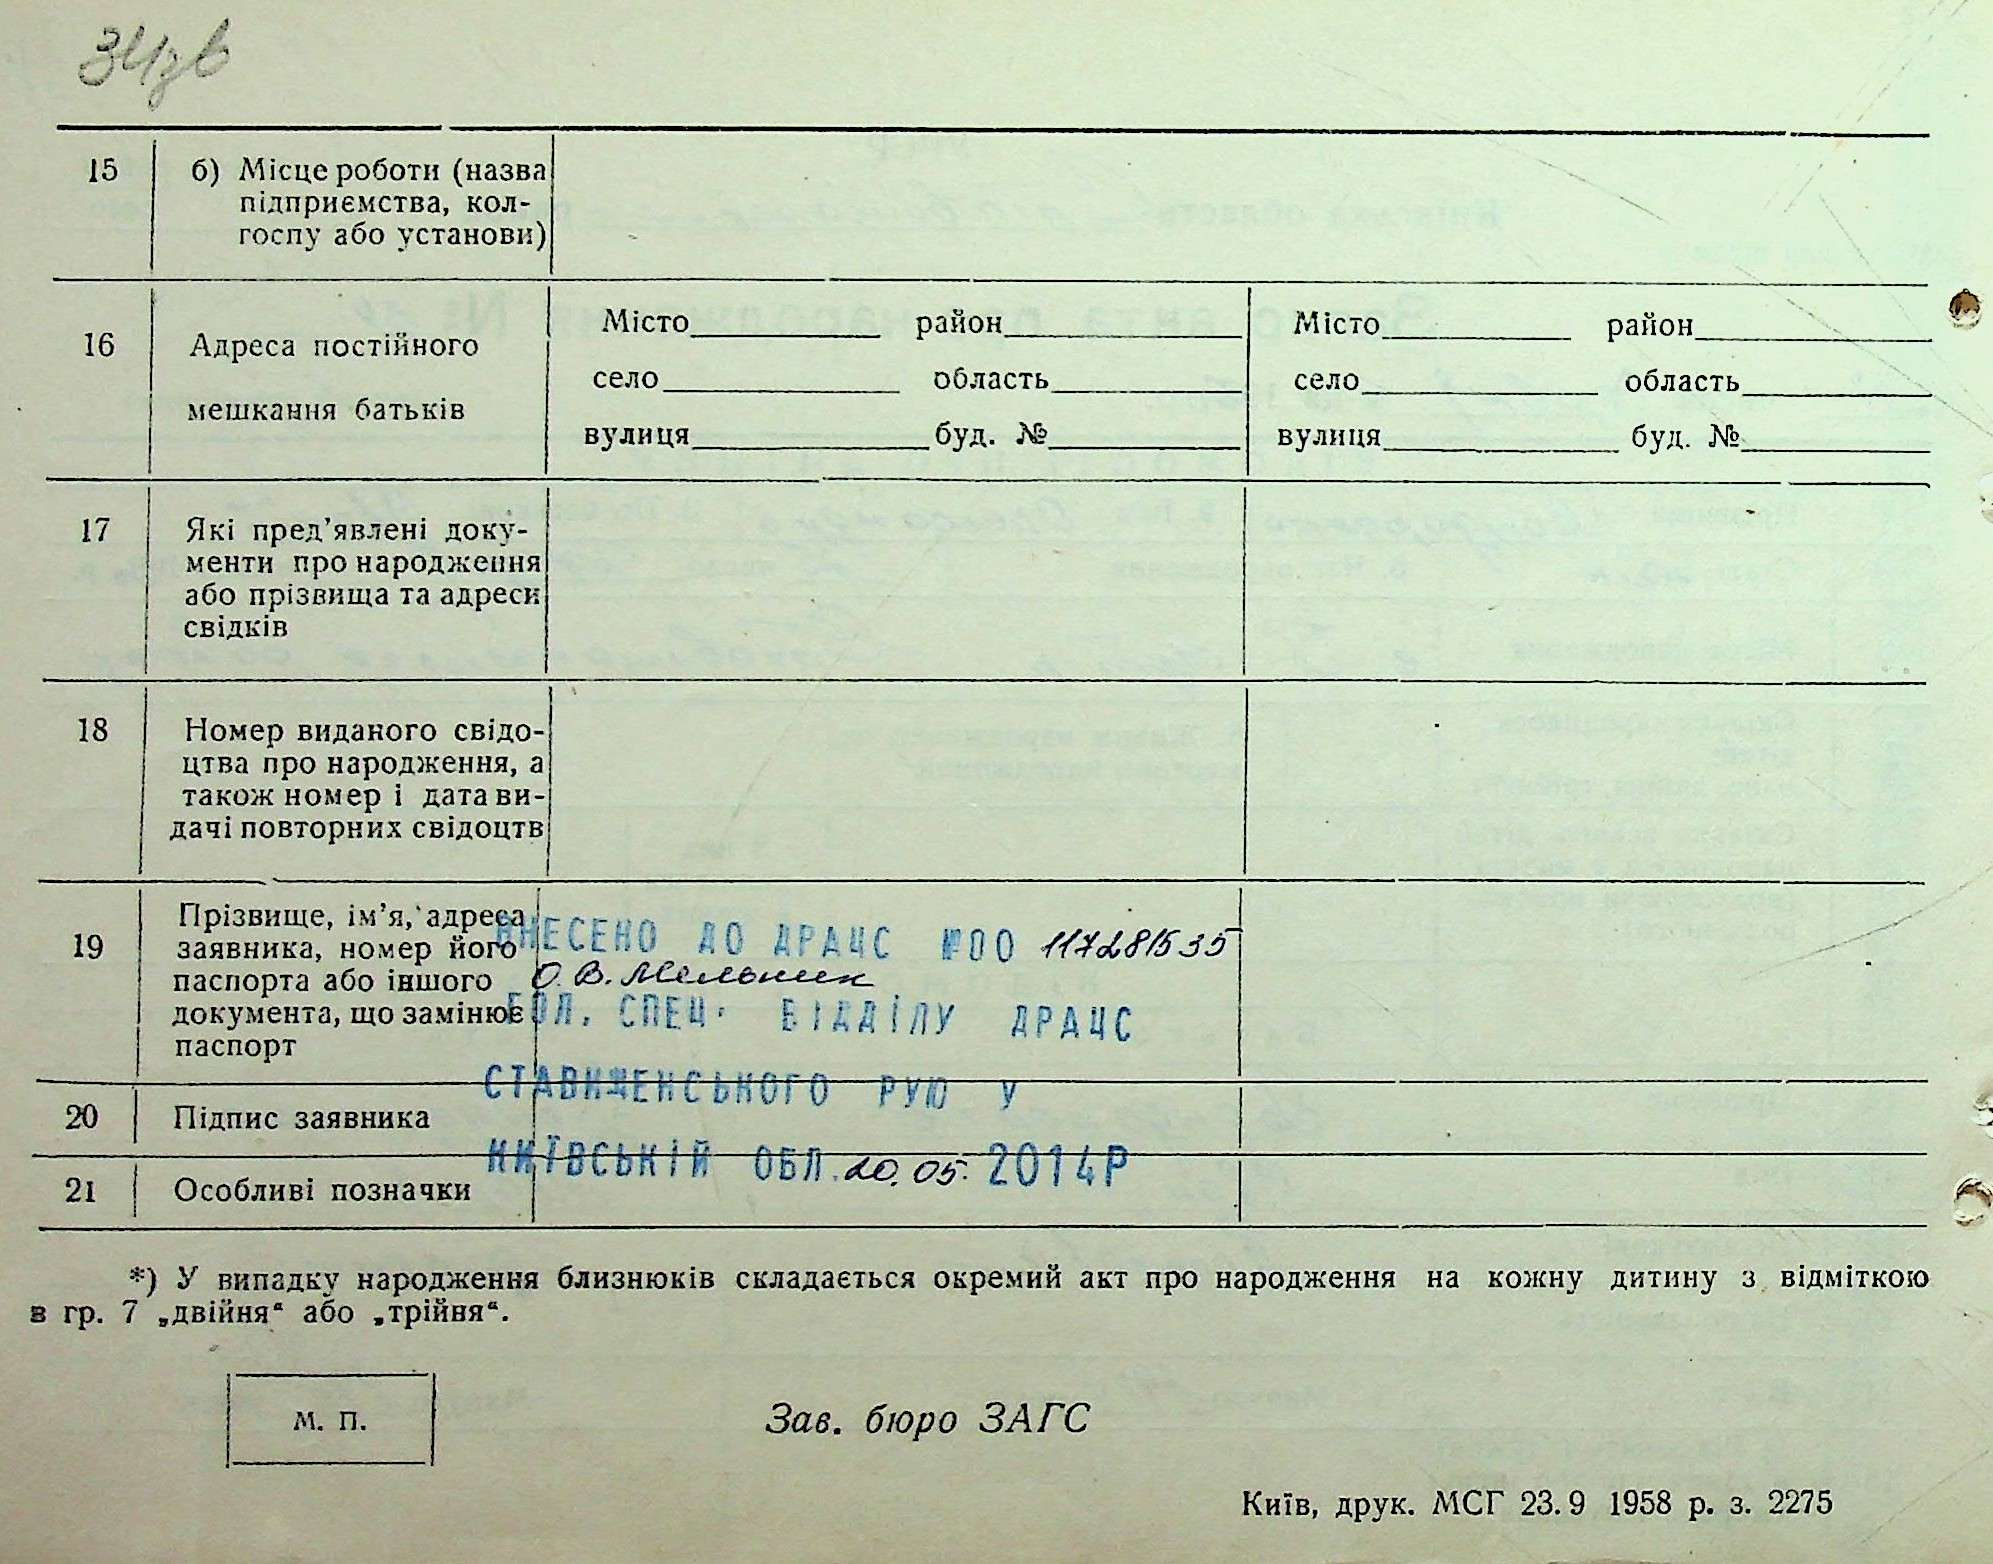 34зв
15 б) Місце роботи (назва
підприємства, кол-
госпу або установи)
16 Адреса постійного
мешкання батьків
Місто район Місто район
село область село область
вулиця буд. № вулиця буд. №
17 Які пред’явлені доку-
менти про народження
або прізвища та адреси
свідків
18 Номер виданого свідо-
цтва про народження, а
також номер і дата ви-
дачі повторних свідоцтв
19 Прізвище, ім’я, адреса
заявника, номер його
паспорта або іншого
документа, що замінює
паспорт
ВНЕСЕНО ДО ДРАЦС №00 117281535
О.В. Мельник
ГОЛ. СПЕЦ. ВІДДІЛУ ДРАЦС
СТАВИЩЕНСЬКОГО РУЮ У
КИЇВСЬКІЙ ОБЛ. 20.05. 2014Р
20 Підпис заявника
21 Особливі позначки
*) У випадку народження близнюків складається окремий акт про народження на кожну дитину з відміткою
в гр. 7 „двійня“ або „трійня“.
М. П.
Зав. бюро ЗАГС
Київ, друк. МСГ 23.9 1958 р. з. 2275